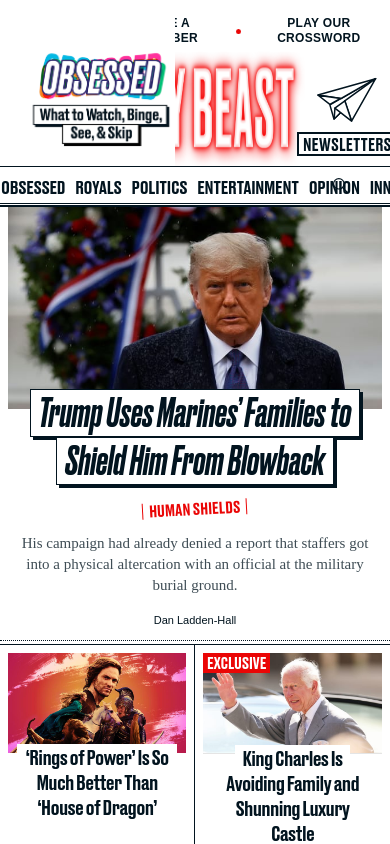 E A
BER
PLAY OUR
CROSSWORD
OBSESSED
What to Watch, Binge,
See, & Skip
Y BEAST
NEWSLETTERS
OBSESSED ROYALS POLITICS ENTERTAINMENT OPINION INN
Trump Uses Marines’ Families to
Shield Him From Blowback
HUMAN SHIELDS
His campaign had already denied a report that staffers got
into a physical altercation with an official at the military
burial ground.
Dan Ladden-Hall
‘Rings of Power’ Is So
Much Better Than
‘House of Dragon’
EXCLUSIVE
King Charles Is
Avoiding Family and
Shunning Luxury
Castle